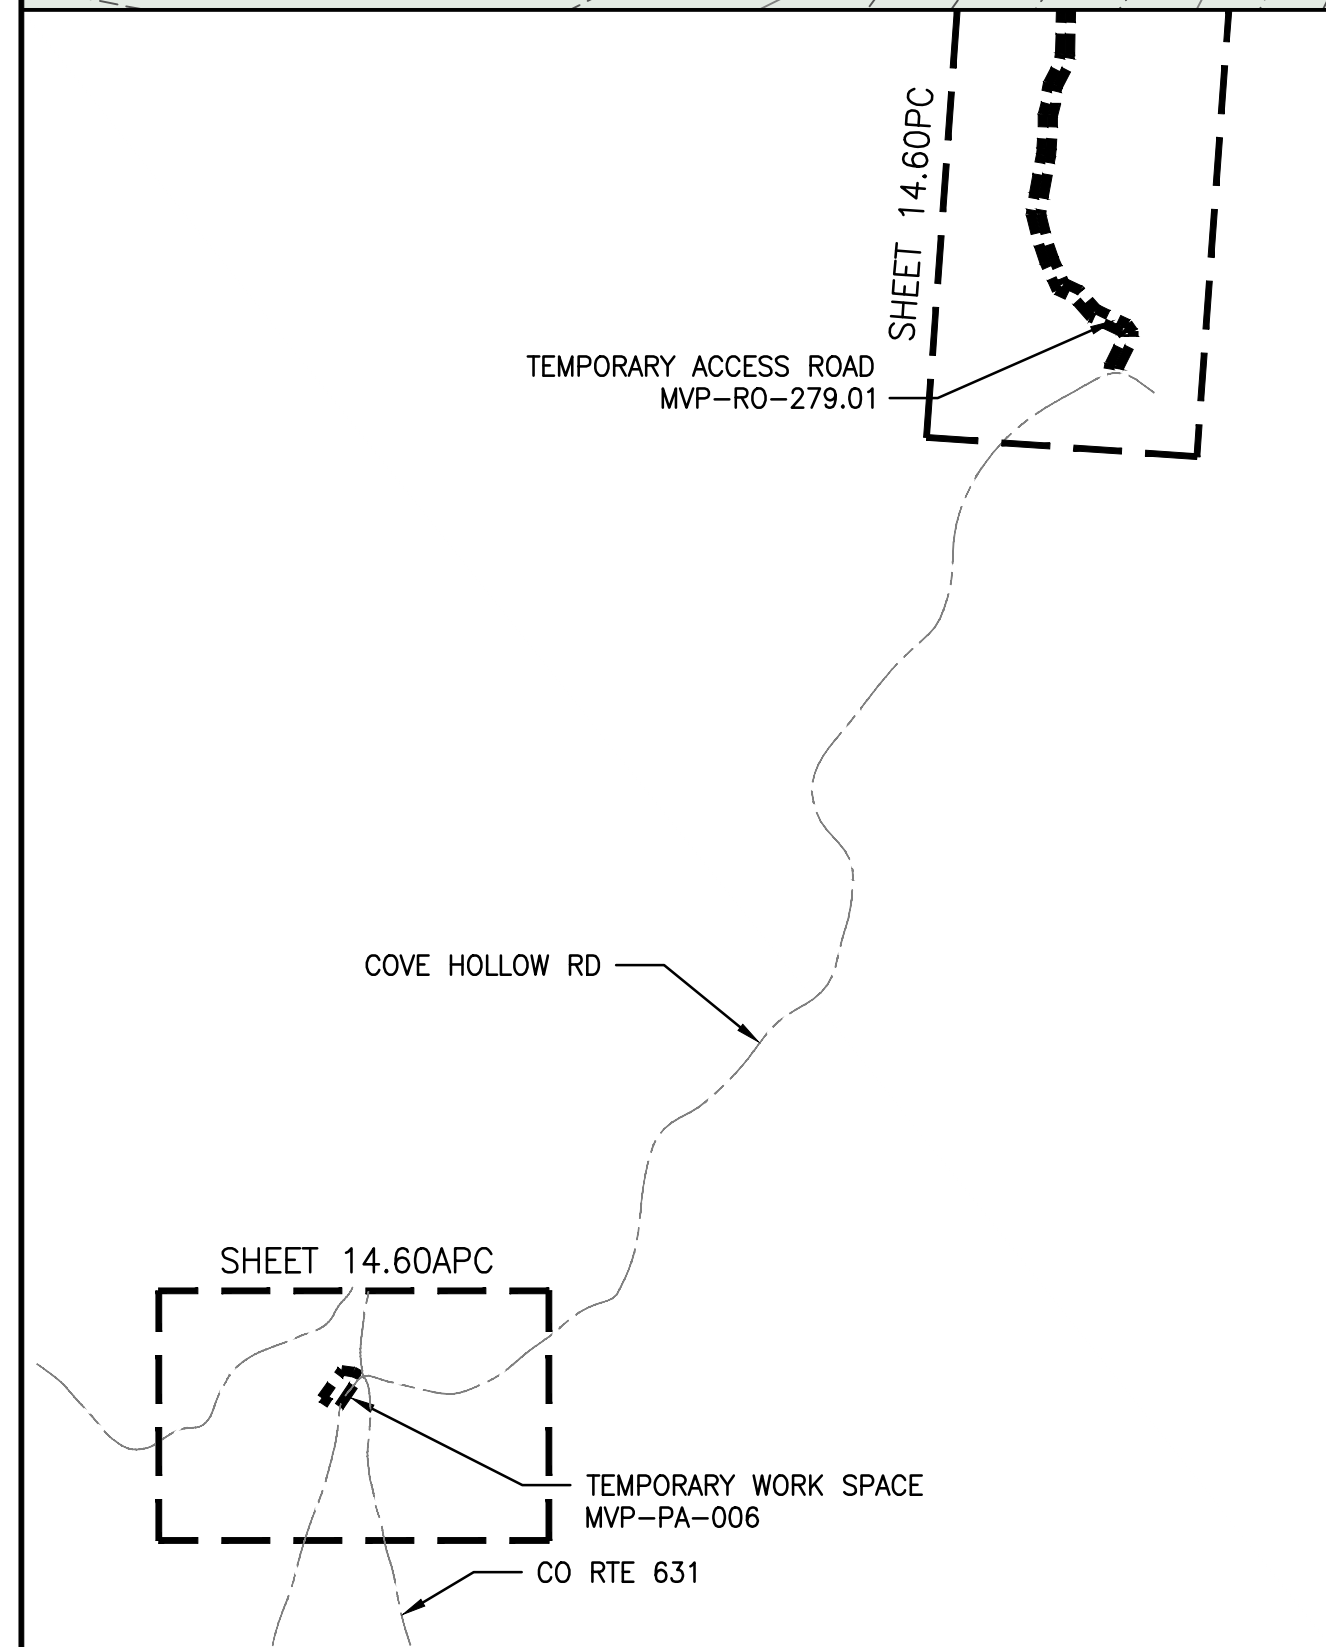 SHEET 14.60PC
TEMPORARY ACCESS ROAD
MVP-RO-279.01
COVE HOLLOW RD
SHEET 14.60APC
TEMPORARY WORK SPACE
MVP-PA-006
CO RTE 631